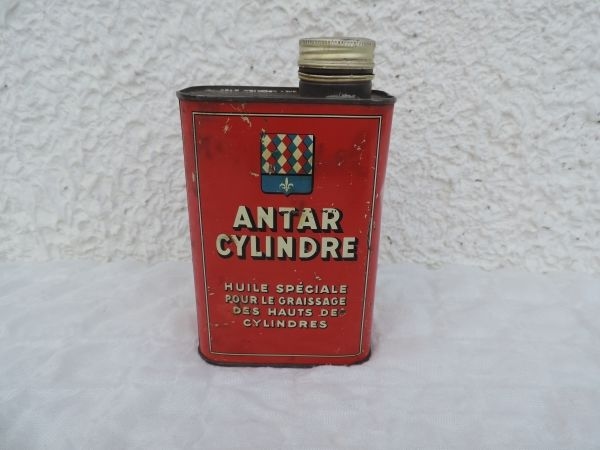 ANTAR
CYLINDRE
HUILE SPÉCIALE
POUR LE GRAISSAGE
DES HAUTS DE
CYLINDRES